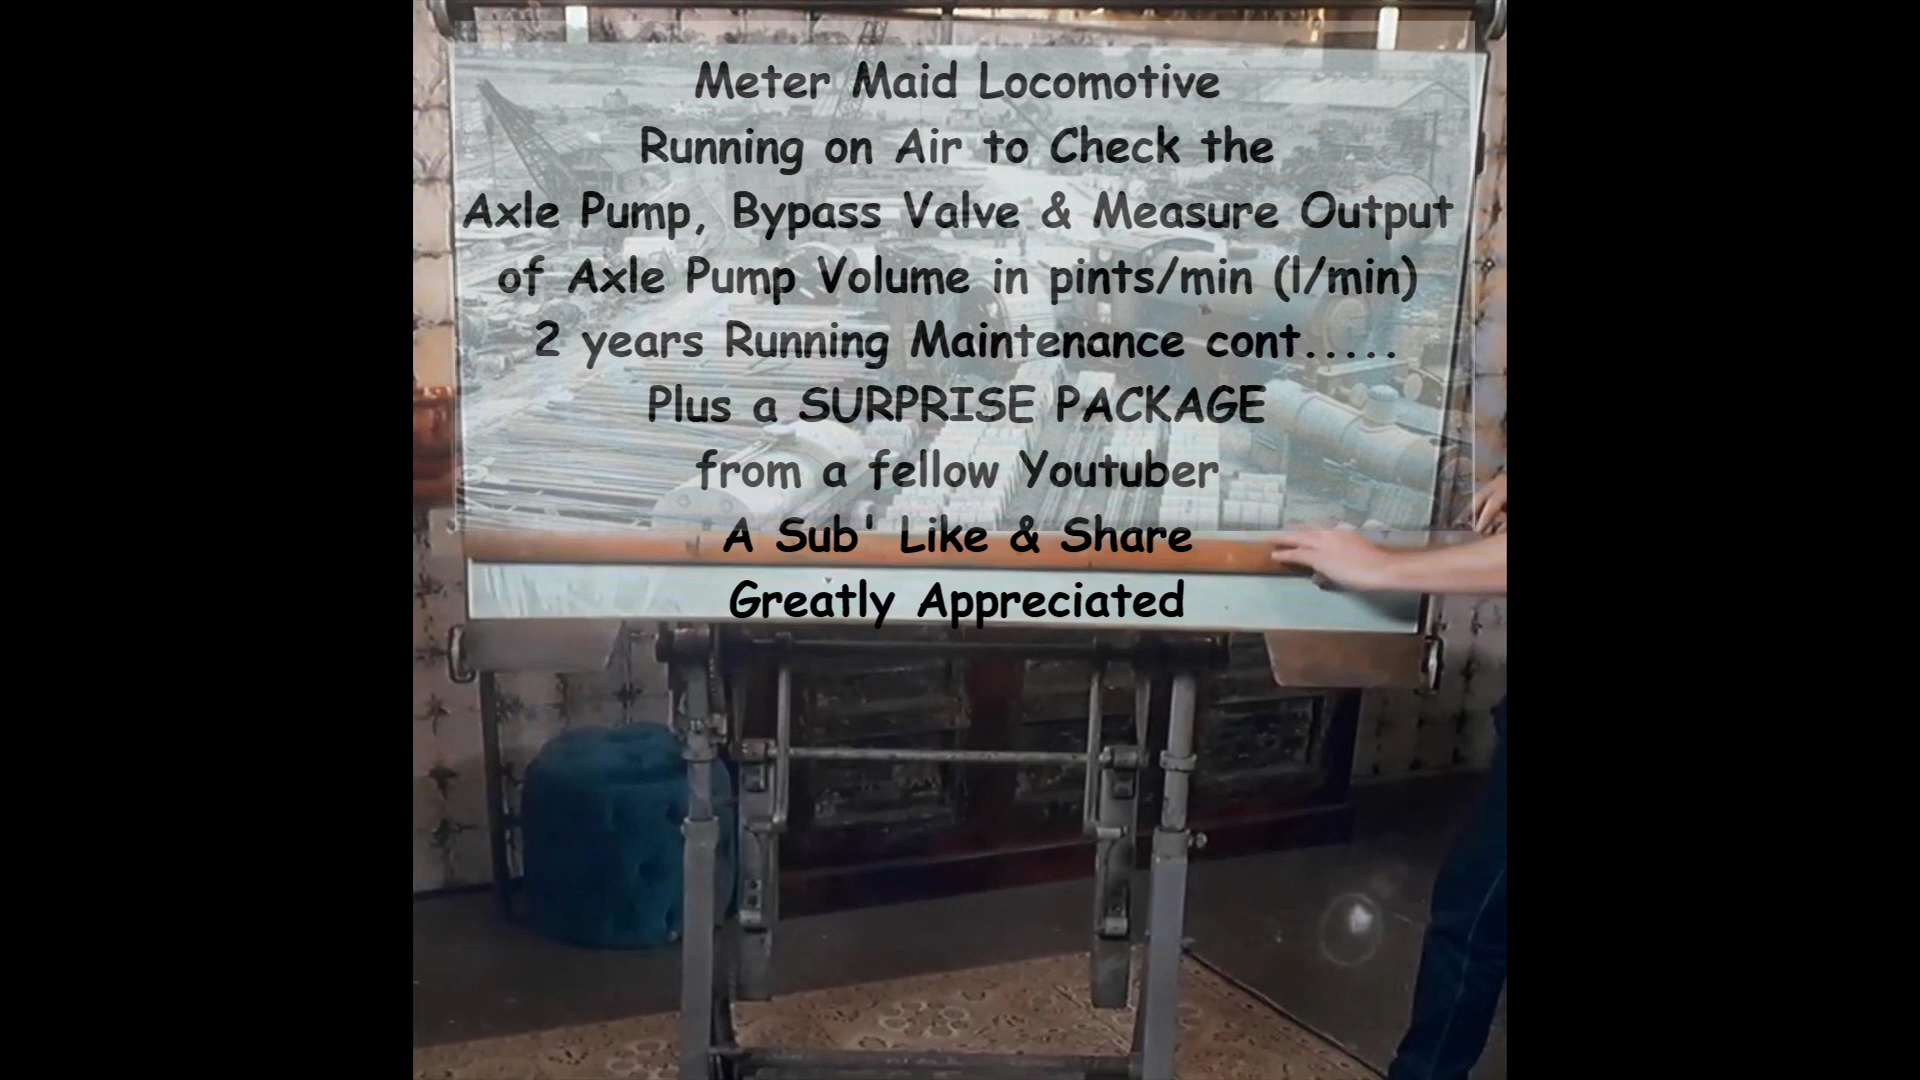 Meter Maid Locomotive
Running on Air to Check the
Axle Pump, Bypass Valve & Measure Output
of Axle Pump Volume in pints/min (l/min)
2 years Running Maintenance cont.....
Plus a SURPRISE PACKAGE
from a fellow Youtuber
A Sub' Like & Share
Greatly Appreciated